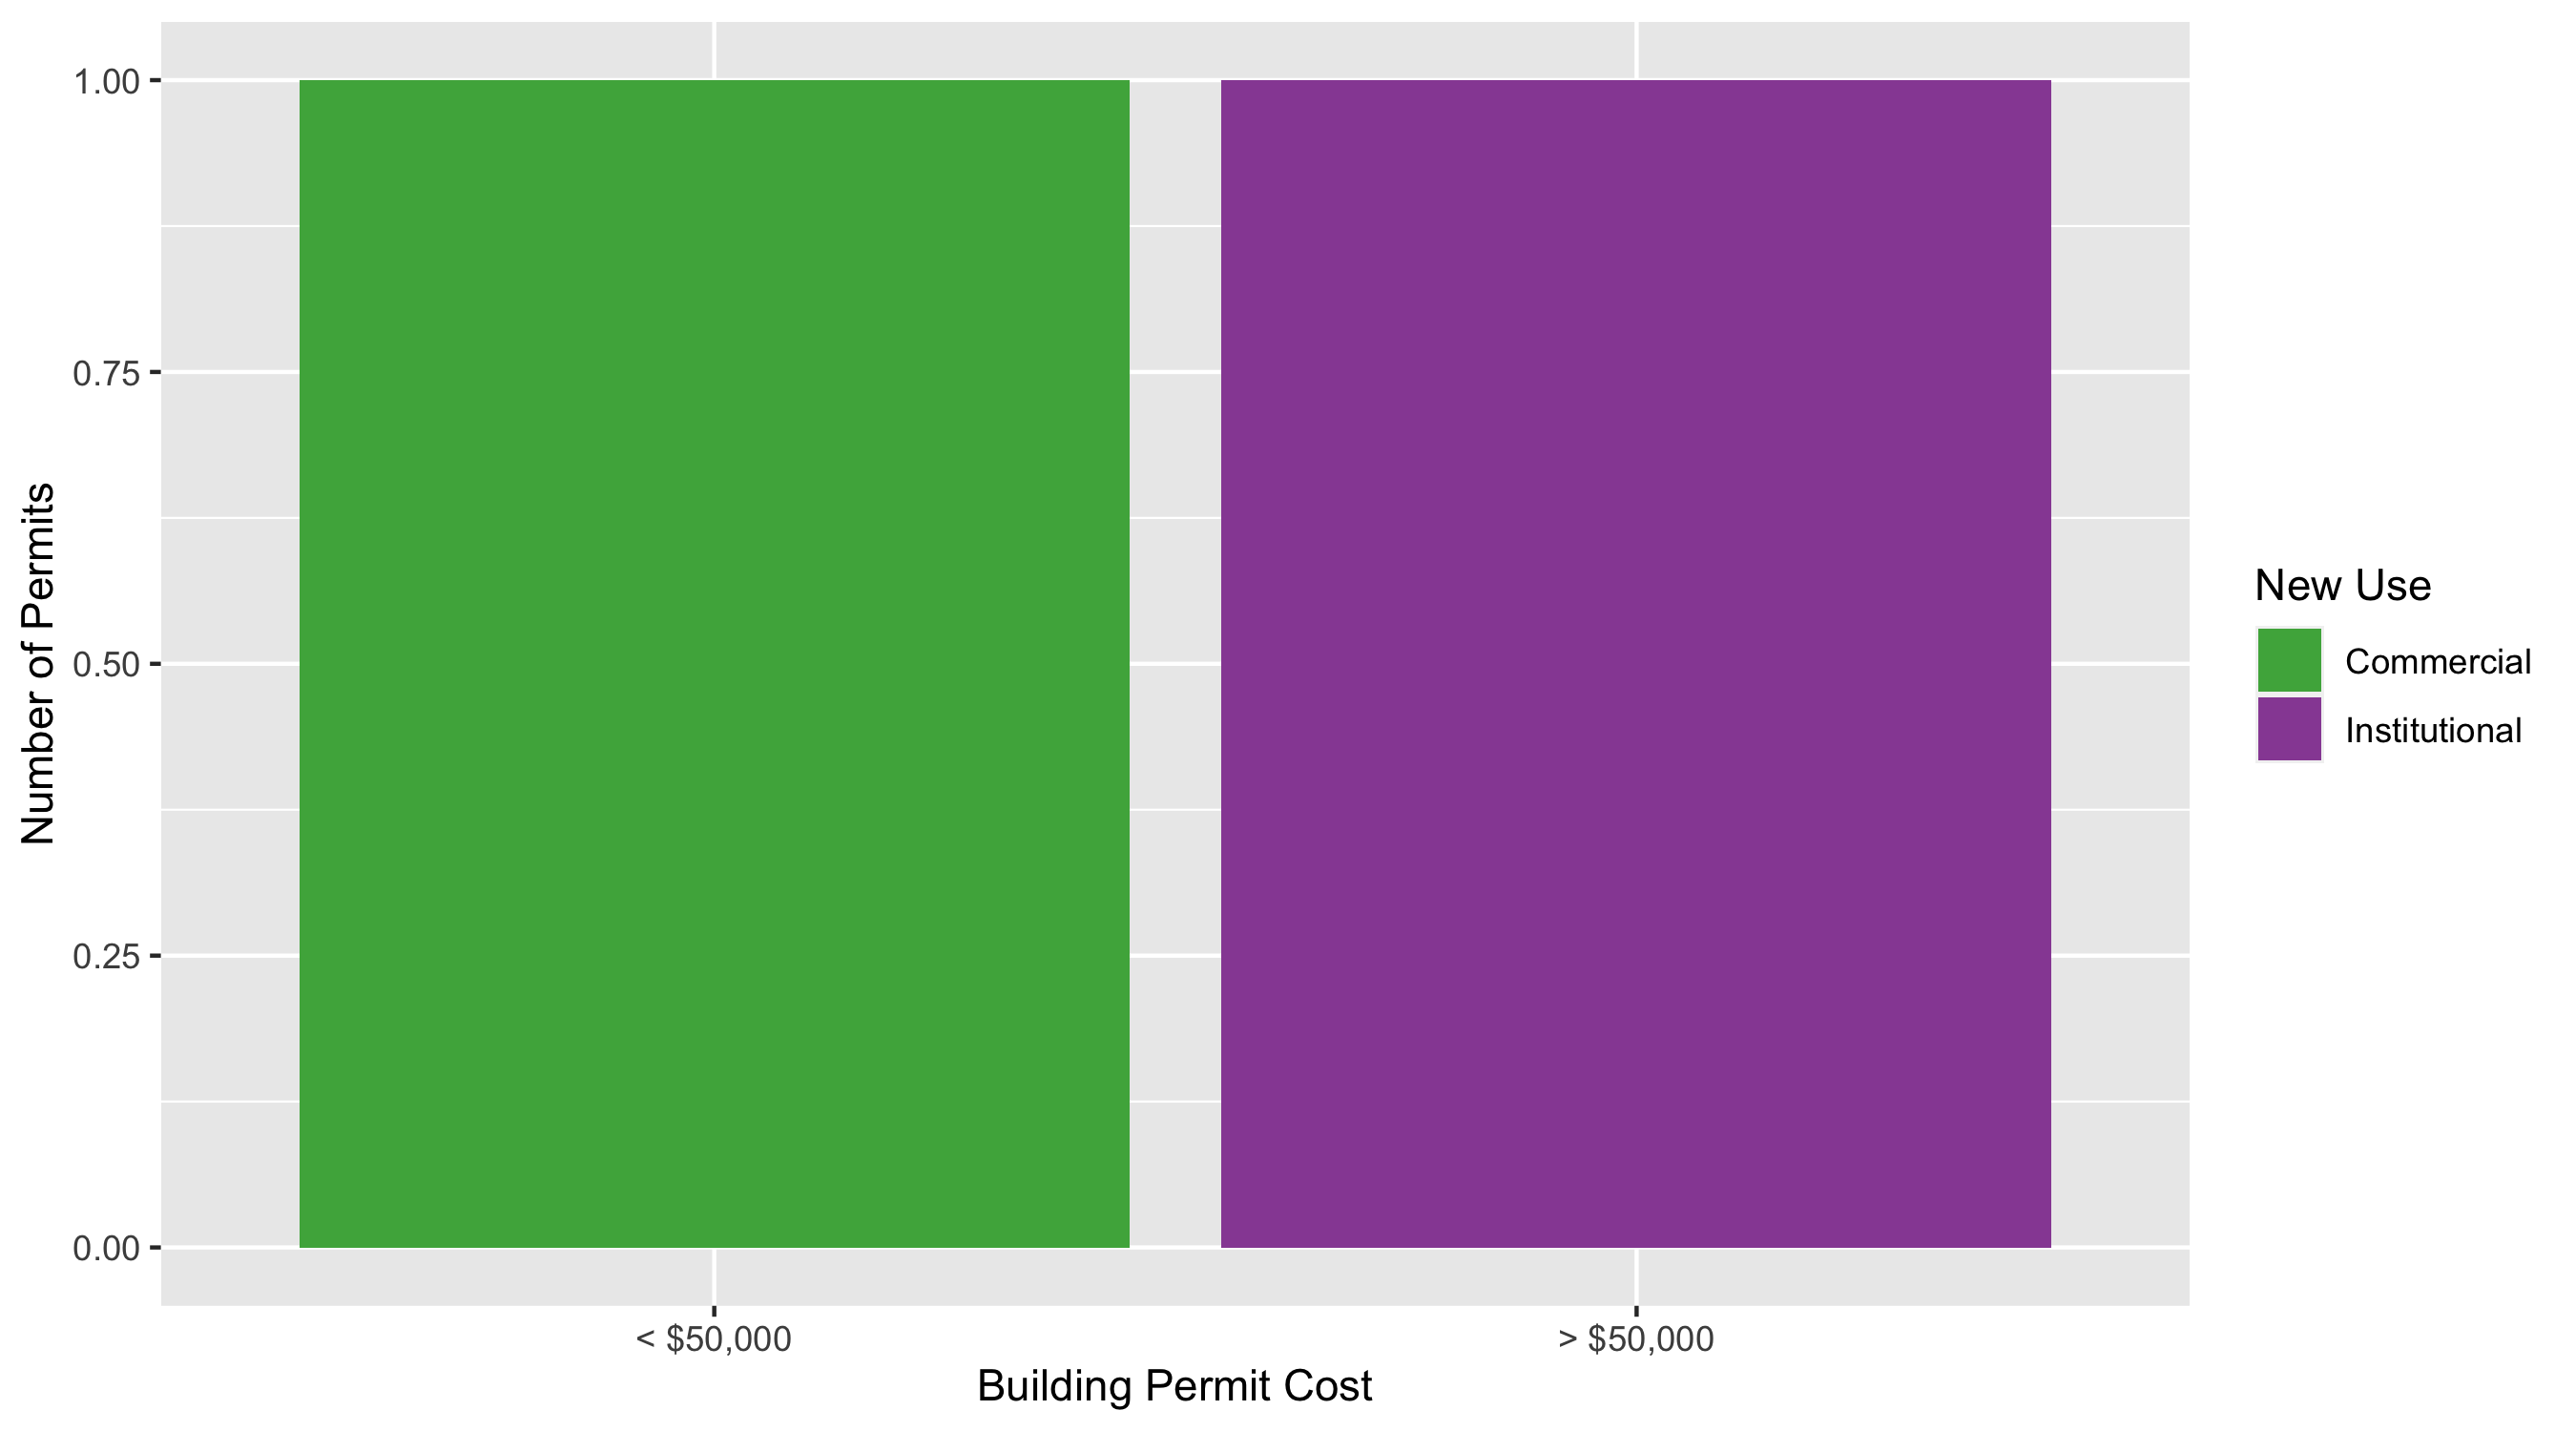 1.00
0.75
0.50
0.25
0.00
Number of Permits
< $50,000
> $50,000
Building Permit Cost
New Use
Commercial
Institutional